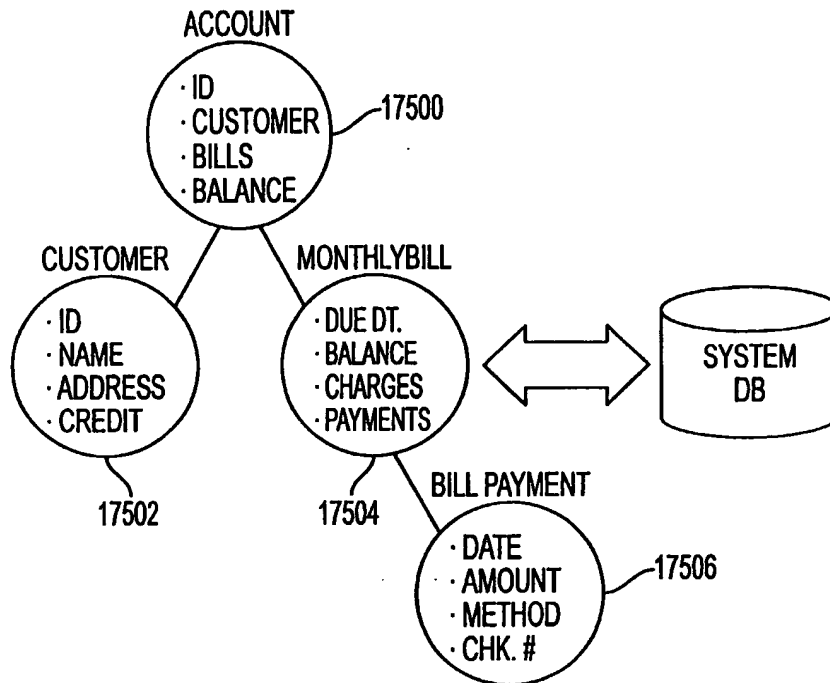 ACCOUNT
· ID
· CUSTOMER
· BILLS
· BALANCE
17500
CUSTOMER
· ID
· NAME
· ADDRESS
· CREDIT
17502
MONTHLYBILL
· DUE DT.
· BALANCE
· CHARGES
· PAYMENTS
17504
SYSTEM
DB
BILL PAYMENT
· DATE
· AMOUNT
· METHOD
· CHK. #
17506